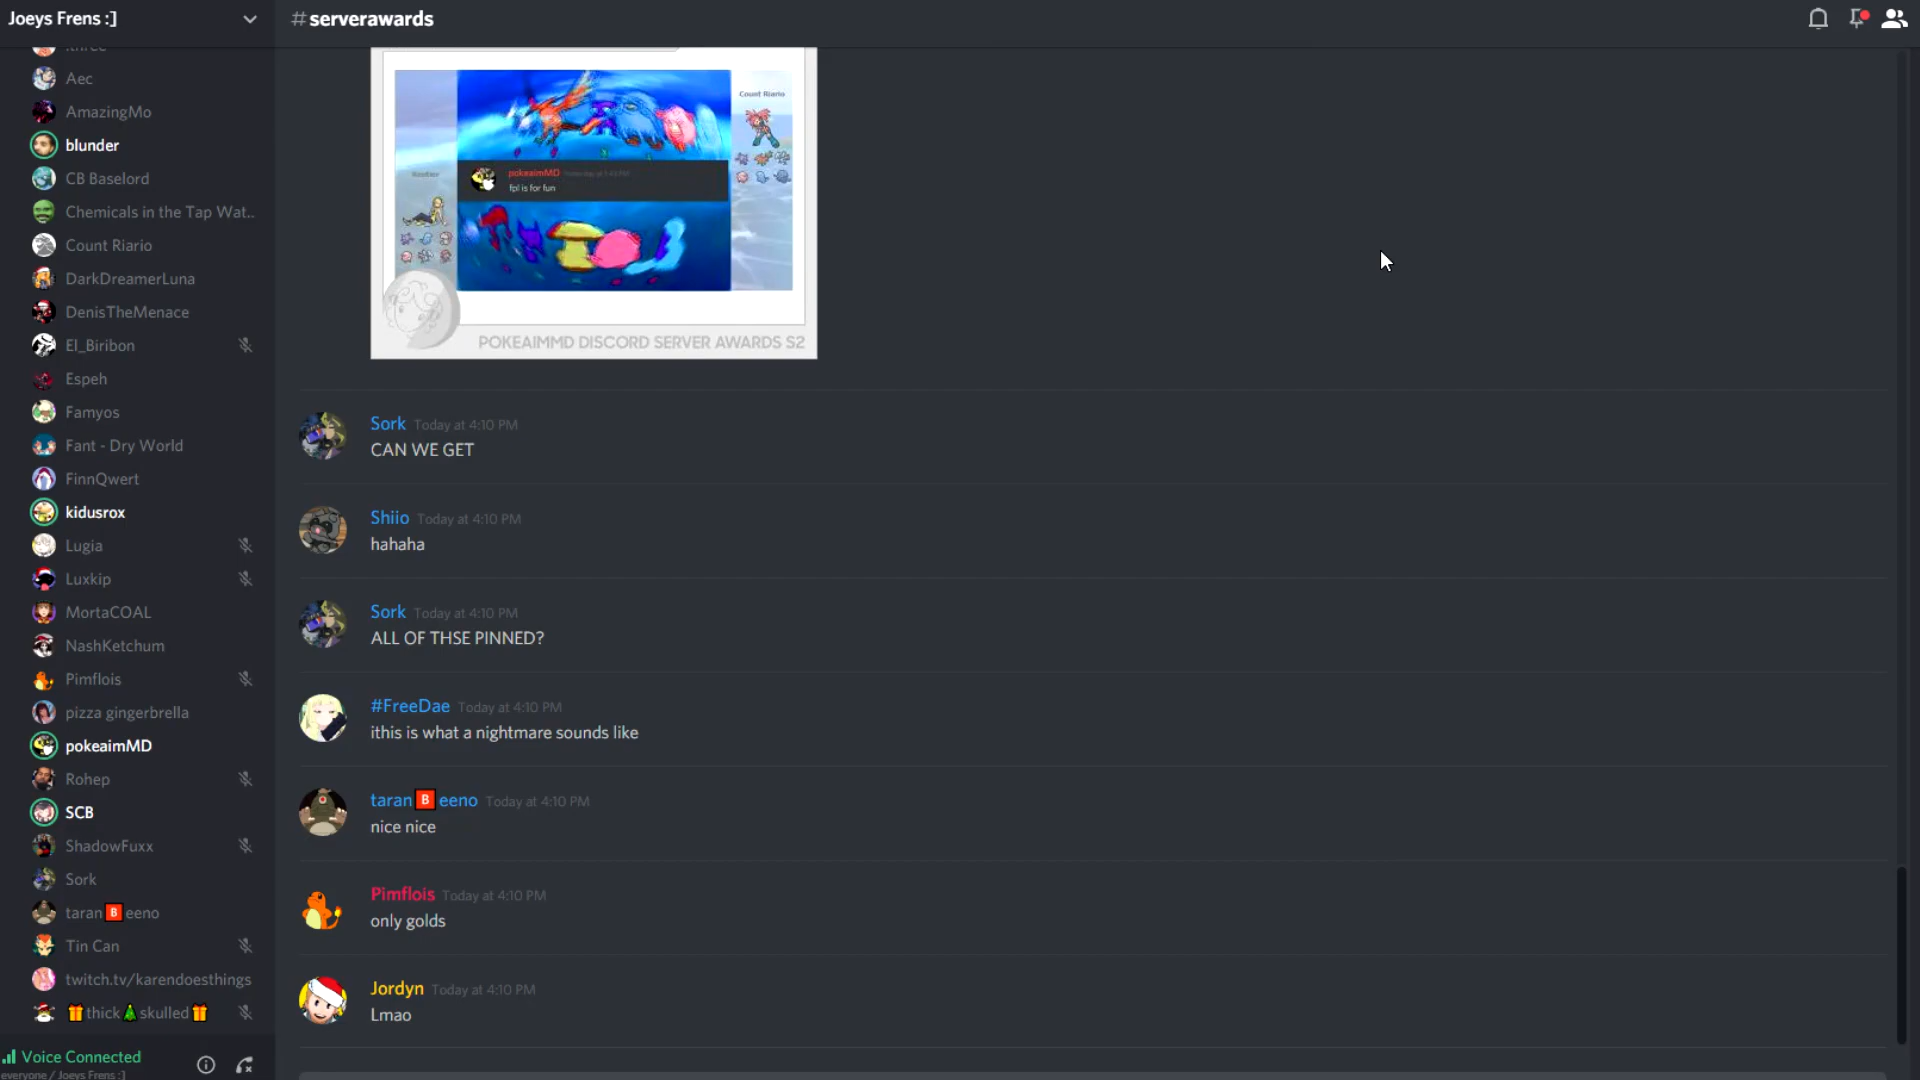 Joeys Frens :]
#serverawards
Aec
AmazingMo
blunder
CB Baselord
Chemicals in the Tap Wat..
Count Riario
DarkDreamerLuna
DenisTheMenace
El_Biribon
Espeh
Famyos
Fant - Dry World
FinnQwert
kidusrox
Lugia
Luxkip
MortaCOAL
NashKetchum
Pimflois
pizza gingerbrella
pokeaimMD
Rohep
SCB
ShadowFuxx
Sork
taran🅱eeno
Tin Can
twitch.tv/karendoesthings
🎁thick🎄skulled🎁
Voice Connected
everyone / Joeys Frens :]
Count Riario
pokeaimMD
fpl is for fun
POKEAIMMD DISCORD SERVER AWARDS S2
Sork Today at 4:10 PM
CAN WE GET
Shiio Today at 4:10 PM
hahaha
Sork Today at 4:10 PM
ALL OF THSE PINNED?
#FreeDae Today at 4:10 PM
ithis is what a nightmare sounds like
taran🅱eeno Today at 4:10 PM
nice nice
Pimflois Today at 4:10 PM
only golds
Jordyn Today at 4:10 PM
Lmao